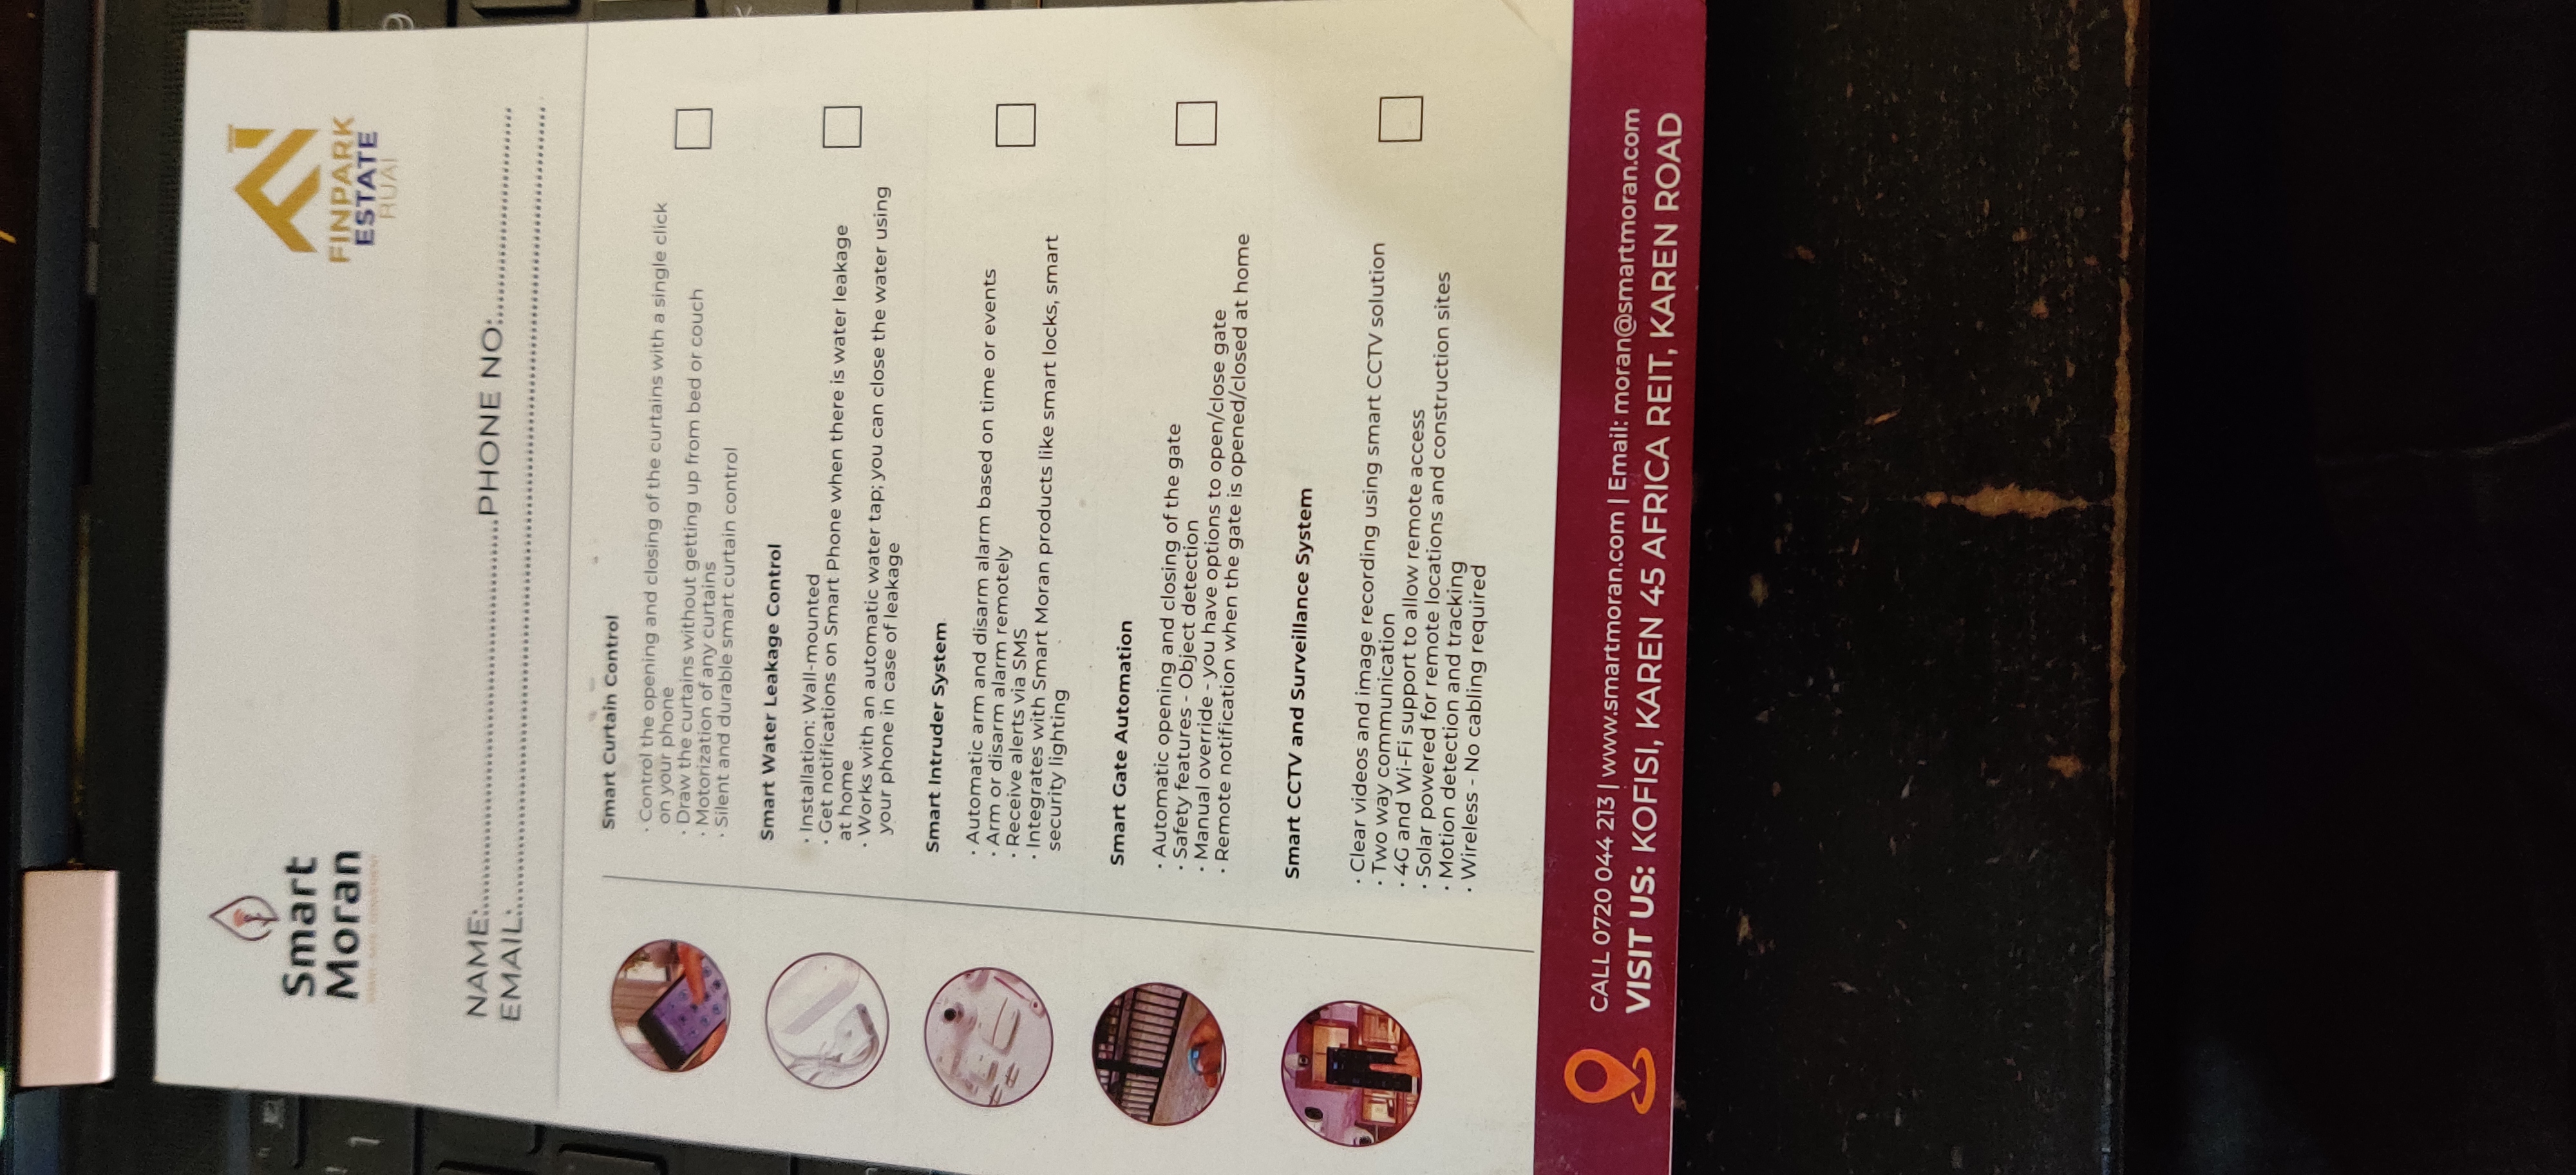 Smart
Moran
SMART - SAFE - CONVENIENT
FINPARK
ESTATE
RUAI
NAME:.................................................PHONE NO:...........................
EMAIL:.....................................................................................................
Smart Curtain Control
· Control the opening and closing of the curtains with a single click
on your phone
· Draw the curtains without getting up from bed or couch
· Motorization of any curtains
· Silent and durable smart curtain control
Smart Water Leakage Control
· Installation: Wall-mounted
· Get notifications on Smart Phone when there is water leakage
at home
· Works with an automatic water tap; you can close the water using
your phone in case of leakage
Smart Intruder System
· Automatic arm and disarm alarm based on time or events
· Arm or disarm alarm remotely
· Receive alerts via SMS
· Integrates with Smart Moran products like smart locks, smart
security lighting
Smart Gate Automation
· Automatic opening and closing of the gate
· Safety features - Object detection
· Manual override - you have options to open/close gate
· Remote notification when the gate is opened/closed at home
Smart CCTV and Surveillance System
· Clear videos and image recording using smart CCTV solution
· Two way communication
· 4G and Wi-Fi support to allow remote access
· Solar powered for remote locations and construction sites
· Motion detection and tracking
· Wireless - No cabling required
CALL 0720 044 213 | www.smartmoran.com | Email: moran@smartmoran.com
VISIT US: KOFISI, KAREN 45 AFRICA REIT, KAREN ROAD
1
9